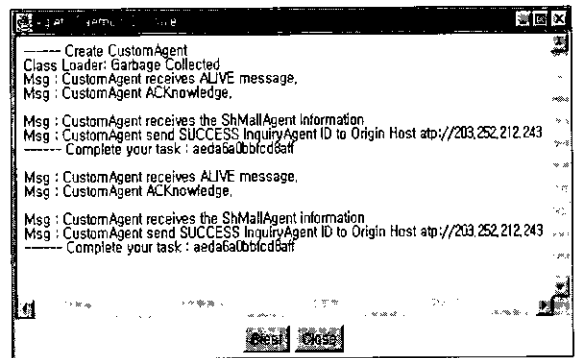 ------ Create CustomAgent
Class Loader: Garbage Collected
Msg : CustomAgent receives ALIVE message,
Msg : CustomAgent ACKnowledge,
Msg : CustomAgent receives the ShMallAgent Information
Msg : CustomAgent send SUCCESS InquiryAgent ID to Origin Host atp://203,252,212,243
------ Complete your task : aeda6a0bbfcd8aff
Msg : CustomAgent receives ALIVE message,
Msg : CustomAgent ACKnowledge,
Msg : CustomAgent receives the ShMallAgent information
Msg : CustomAgent send SUCCESS InquiryAgent ID to Origin Host atp://203,252,212,243
------ Complete your task : aeda6a0bbfcd8aff
Close